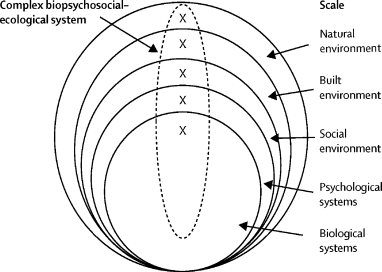 Complex biopsychosocial-
ecological system
Scale
X
X
X
X
X
Natural
environment
Built
environment
Social
environment
Psychological
systems
Biological
systems